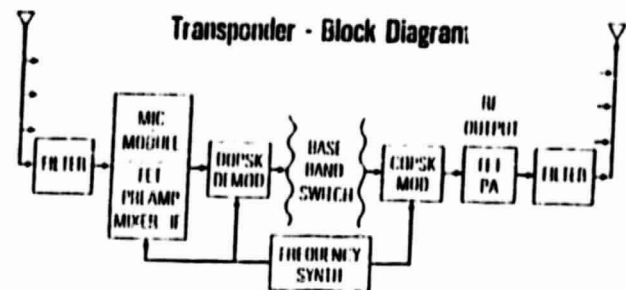 Transponder - Block Diagram
FILTER
MIC
MODULE
FET
PREAMP
MIXER IF
DQPSK
DEMOD
BASE
BAND
SWITCH
CQPSK
MOD
RF
OUTPUT
FET
PA
FILTER
FREQUENCY
SYNTH